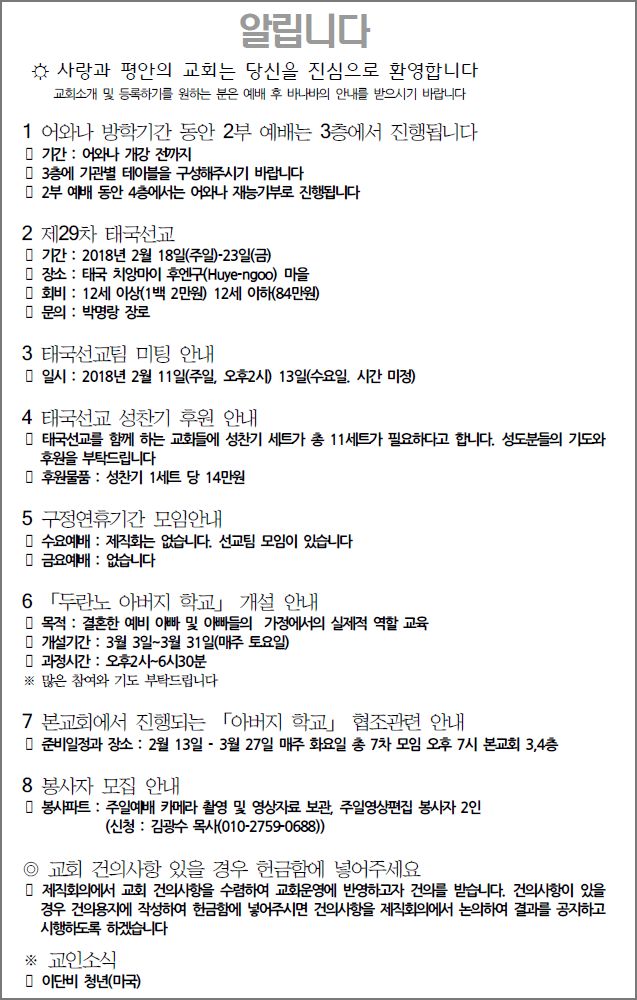 알립니다
☼ 사랑과 평안의 교회는 당신을 진심으로 환영합니다
교회소개 및 등록하기를 원하는 분은 예배 후 바나바의 안내를 받으시기 바랍니다
1 어와나 방학기간 동안 2부 예배는 3층에서 진행됩니다
▯ 기간 : 어와나 개강 전까지
▯ 3층에 기관별 테이블을 구성해주시기 바랍니다
▯ 2부 예배 동안 4층에서는 어와나 재능기부로 진행됩니다
2 제29차 태국선교
▯ 기간 : 2018년 2월 18일(주일)-23일(금)
▯ 장소 : 태국 치앙마이 후엔구(Huye-ngoo) 마을
▯ 회비 : 12세 이상(1백 2만원) 12세 이하(84만원)
▯ 문의 : 박명랑 장로
3 태국선교팀 미팅 안내
▯ 일시 : 2018년 2월 11일(주일, 오후2시) 13일(수요일. 시간 미정)
4 태국선교 성찬기 후원 안내
▯ 태국선교를 함께 하는 교회들에 성찬기 세트가 총 11세트가 필요하다고 합니다. 성도분들의 기도와
후원을 부탁드립니다
▯ 후원물품 : 성찬기 1세트 당 14만원
5 구정연휴기간 모임안내
▯ 수요예배 : 제직회는 없습니다. 선교팀 모임이 있습니다
▯ 금요예배 : 없습니다
6 「두란노 아버지 학교」 개설 안내
▯ 목적 : 결혼한 예비 아빠 및 아빠들의 가정에서의 실제적 역할 교육
▯ 개설기간 : 3월 3일~3월 31일(매주 토요일)
▯ 과정시간 : 오후2시~6시30분
※ 많은 참여와 기도 부탁드립니다
7 본교회에서 진행되는 「아버지 학교」 협조관련 안내
▯ 준비일정과 장소 : 2월 13일 - 3월 27일 매주 화요일 총 7차 모임 오후 7시 본교회 3,4층
8 봉사자 모집 안내
▯ 봉사파트 : 주일예배 카메라 촬영 및 영상자료 보관, 주일영상편집 봉사자 2인
(신청 : 김광수 목사(010-2759-0688))
◎ 교회 건의사항 있을 경우 헌금함에 넣어주세요
▯ 제직회의에서 교회 건의사항을 수렴하여 교회운영에 반영하고자 건의를 받습니다. 건의사항이 있을
경우 건의용지에 작성하여 헌금함에 넣어주시면 건의사항을 제직회의에서 논의하여 결과를 공지하고
시행하도록 하겠습니다
※ 교인소식
▯ 이단비 청년(미국)